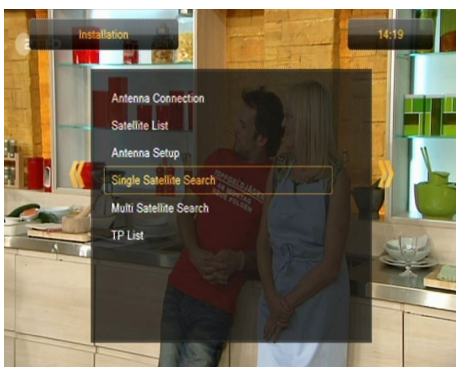 Installation
14:19
Antenna Connection
Satellite List
Antenna Setup
Single Satellite Search
Multi Satellite Search
TP List